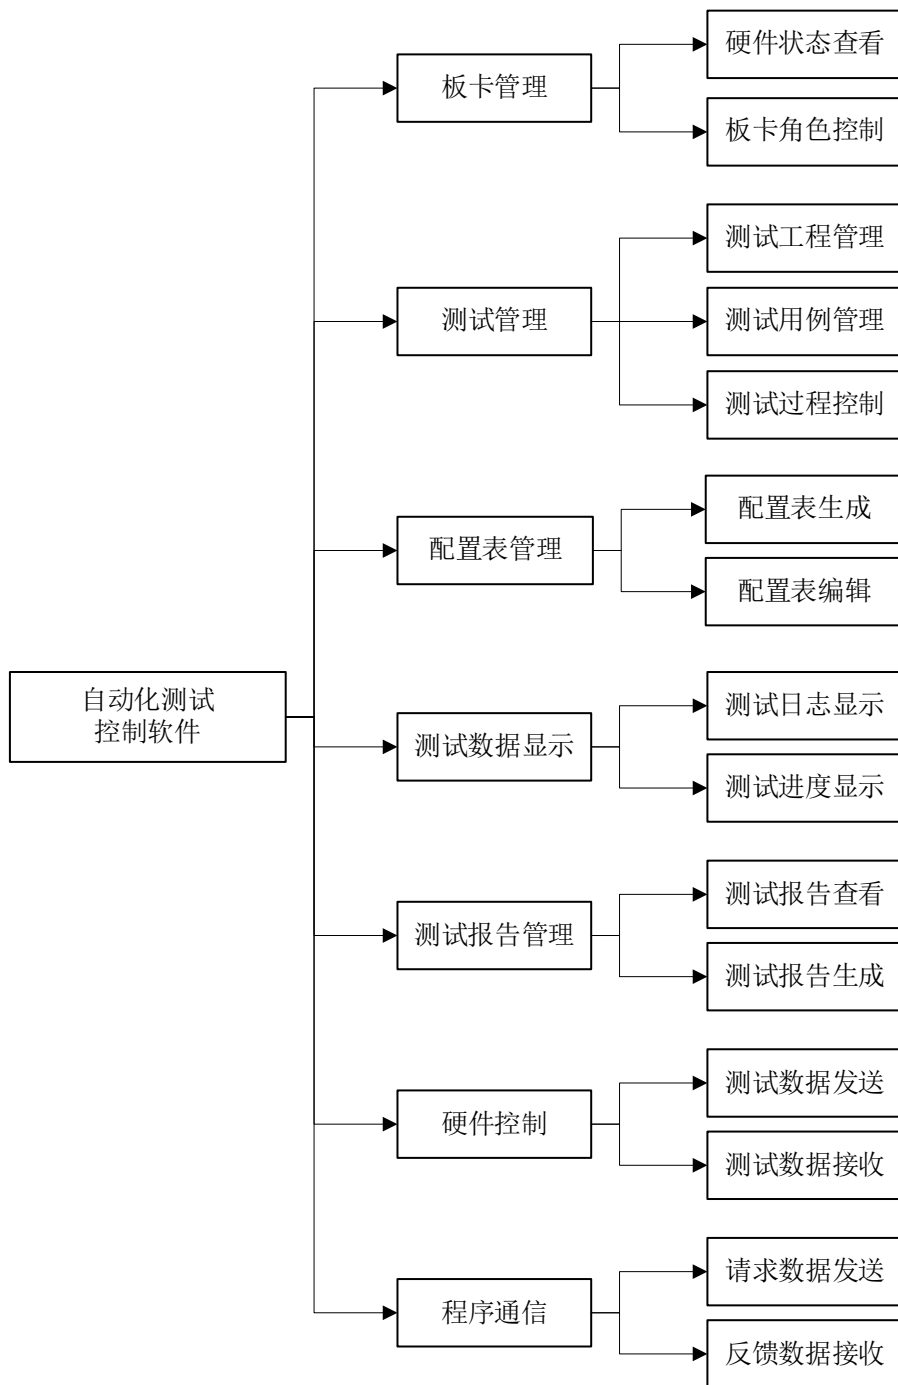 硬件状态查看
板卡管理
板卡角色控制
测试工程管理
测试管理
测试用例管理
测试过程控制
配置表生成
配置表管理
配置表编辑
自动化测试
控制软件
测试日志显示
测试数据显示
测试进度显示
测试报告查看
测试报告管理
测试报告生成
测试数据发送
硬件控制
测试数据接收
请求数据发送
程序通信
反馈数据接收